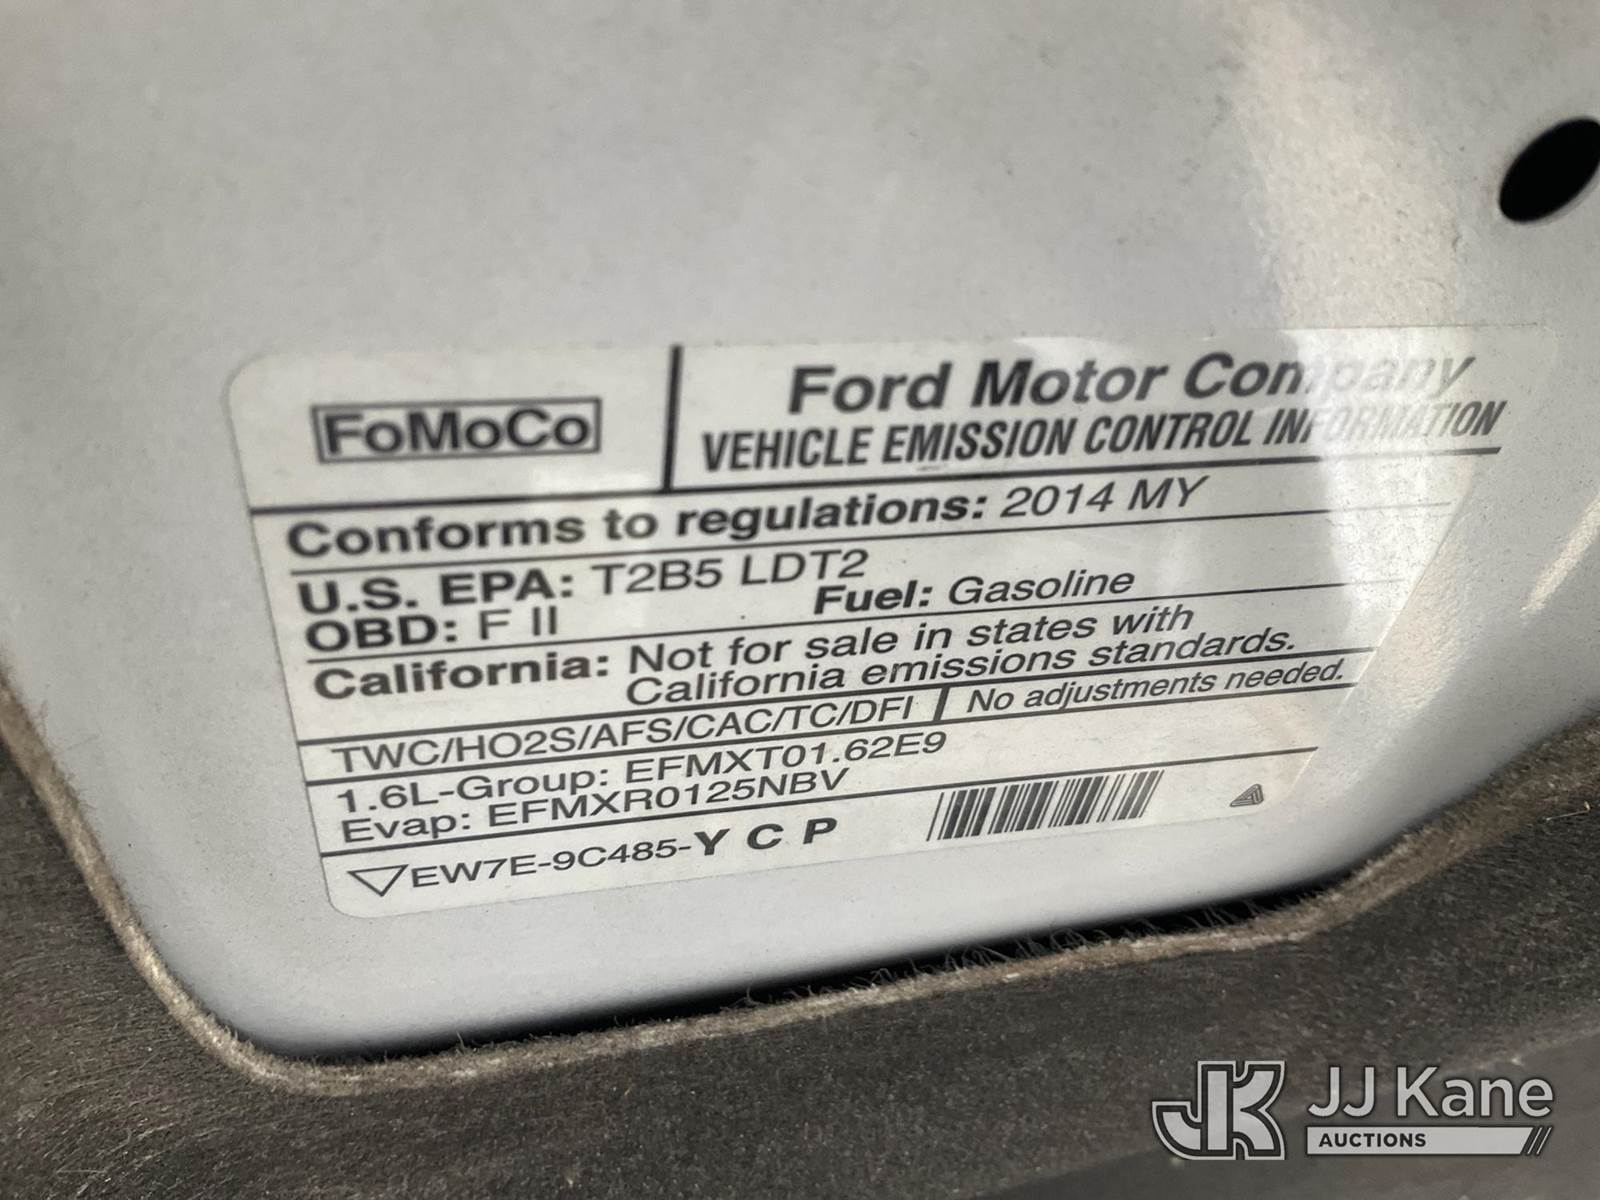 FoMoCo
Ford Motor Company
VEHICLE EMISSION CONTROL INFORMATION
Conforms to regulations: 2014 MY
U.S. EPA: T2B5 LDT2
OBD: F II Fuel: Gasoline
California: Not for sale in states with
California emissions standards.
TWC/HO2S/AFS/CAC/TC/DFI No adjustments needed.
1.6L-Group: EFMXT01.62E9
Evap: EFMXR0125NBV
EW7E-9C485-Y C P
JK JJ Kane
AUCTIONS